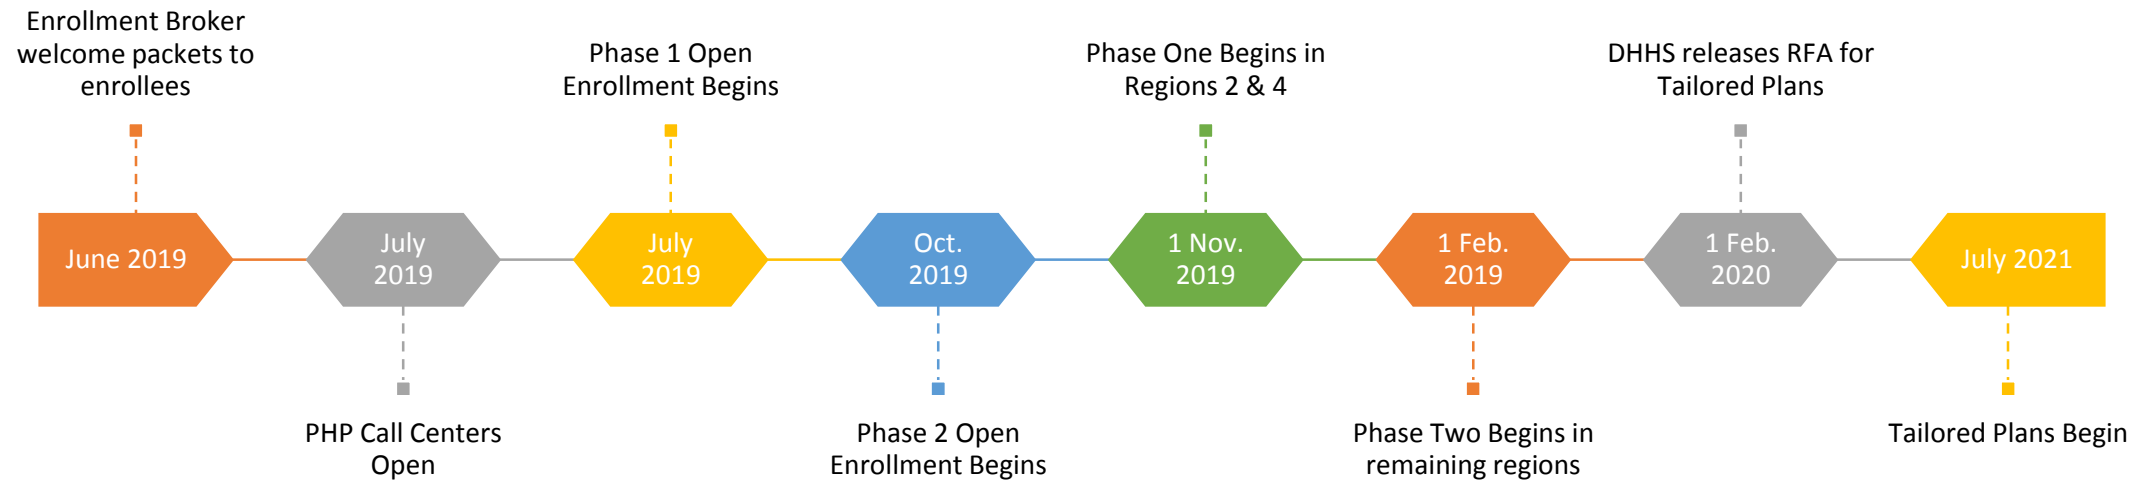 Enrollment Broker
welcome packets to
enrollees
Phase 1 Open
Enrollment Begins
Phase One Begins in
Regions 2 & 4
DHHS releases RFA for
Tailored Plans
June 2019
July
2019
July
2019
Oct.
2019
1 Nov.
2019
1 Feb.
2019
1 Feb.
2020
July 2021
PHP Call Centers
Open
Phase 2 Open
Enrollment Begins
Phase Two Begins in
remaining regions
Tailored Plans Begin